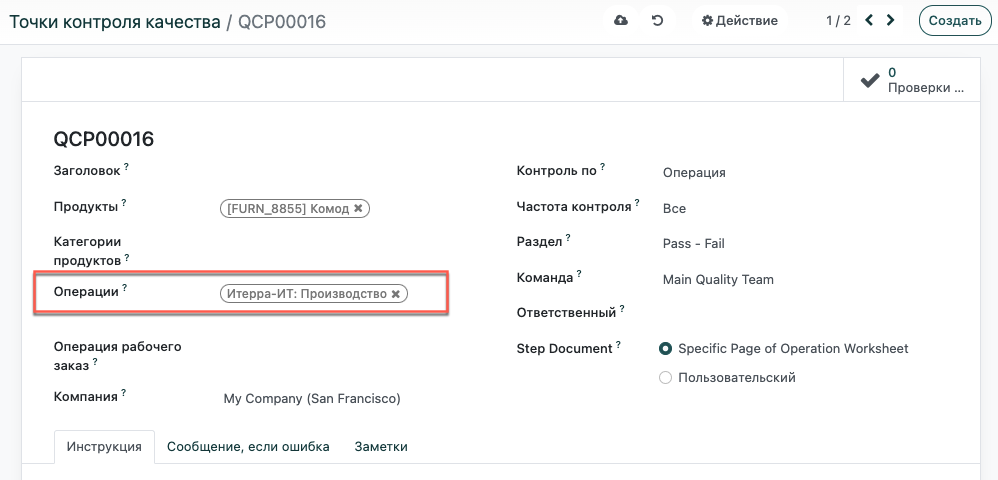 Точки контроля качества / QCP00016
Действие
1 / 2
Создать
0
Проверки ...
QCP00016
Заголовок ?
Продукты ? [FURN_8855] Комод ✖
Категории
продуктов ?
Операции ? Итерра-ИТ: Производство ✖
Операция рабочего
заказ ?
Компания ? My Company (San Francisco)
Контроль по ? Операция
Частота контроля ? Все
Раздел ? Pass - Fail
Команда ? Main Quality Team
Ответственный ?
Step Document ? Specific Page of Operation Worksheet
Пользовательский
Инструкция Сообщение, если ошибка Заметки